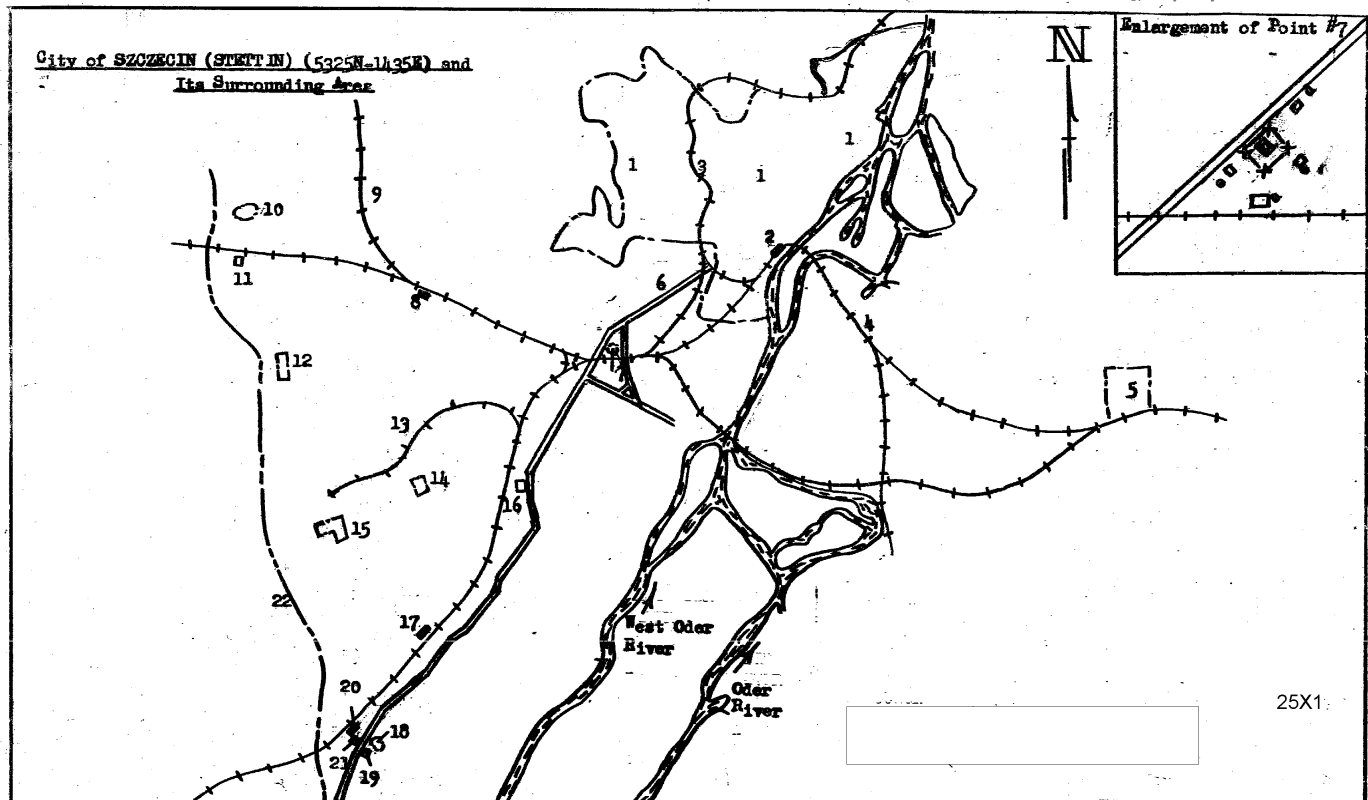 City of SZCZECIN (STETTIN) (5325N-1435E) and
Its Surrounding Area
N
Enlargement of Point #7
1
1
1
3
2
9
10
11
8
6
4
5
12
13
14
15
16
22
17
West Oder
River
Oder
River
20
18
21
19
25X1